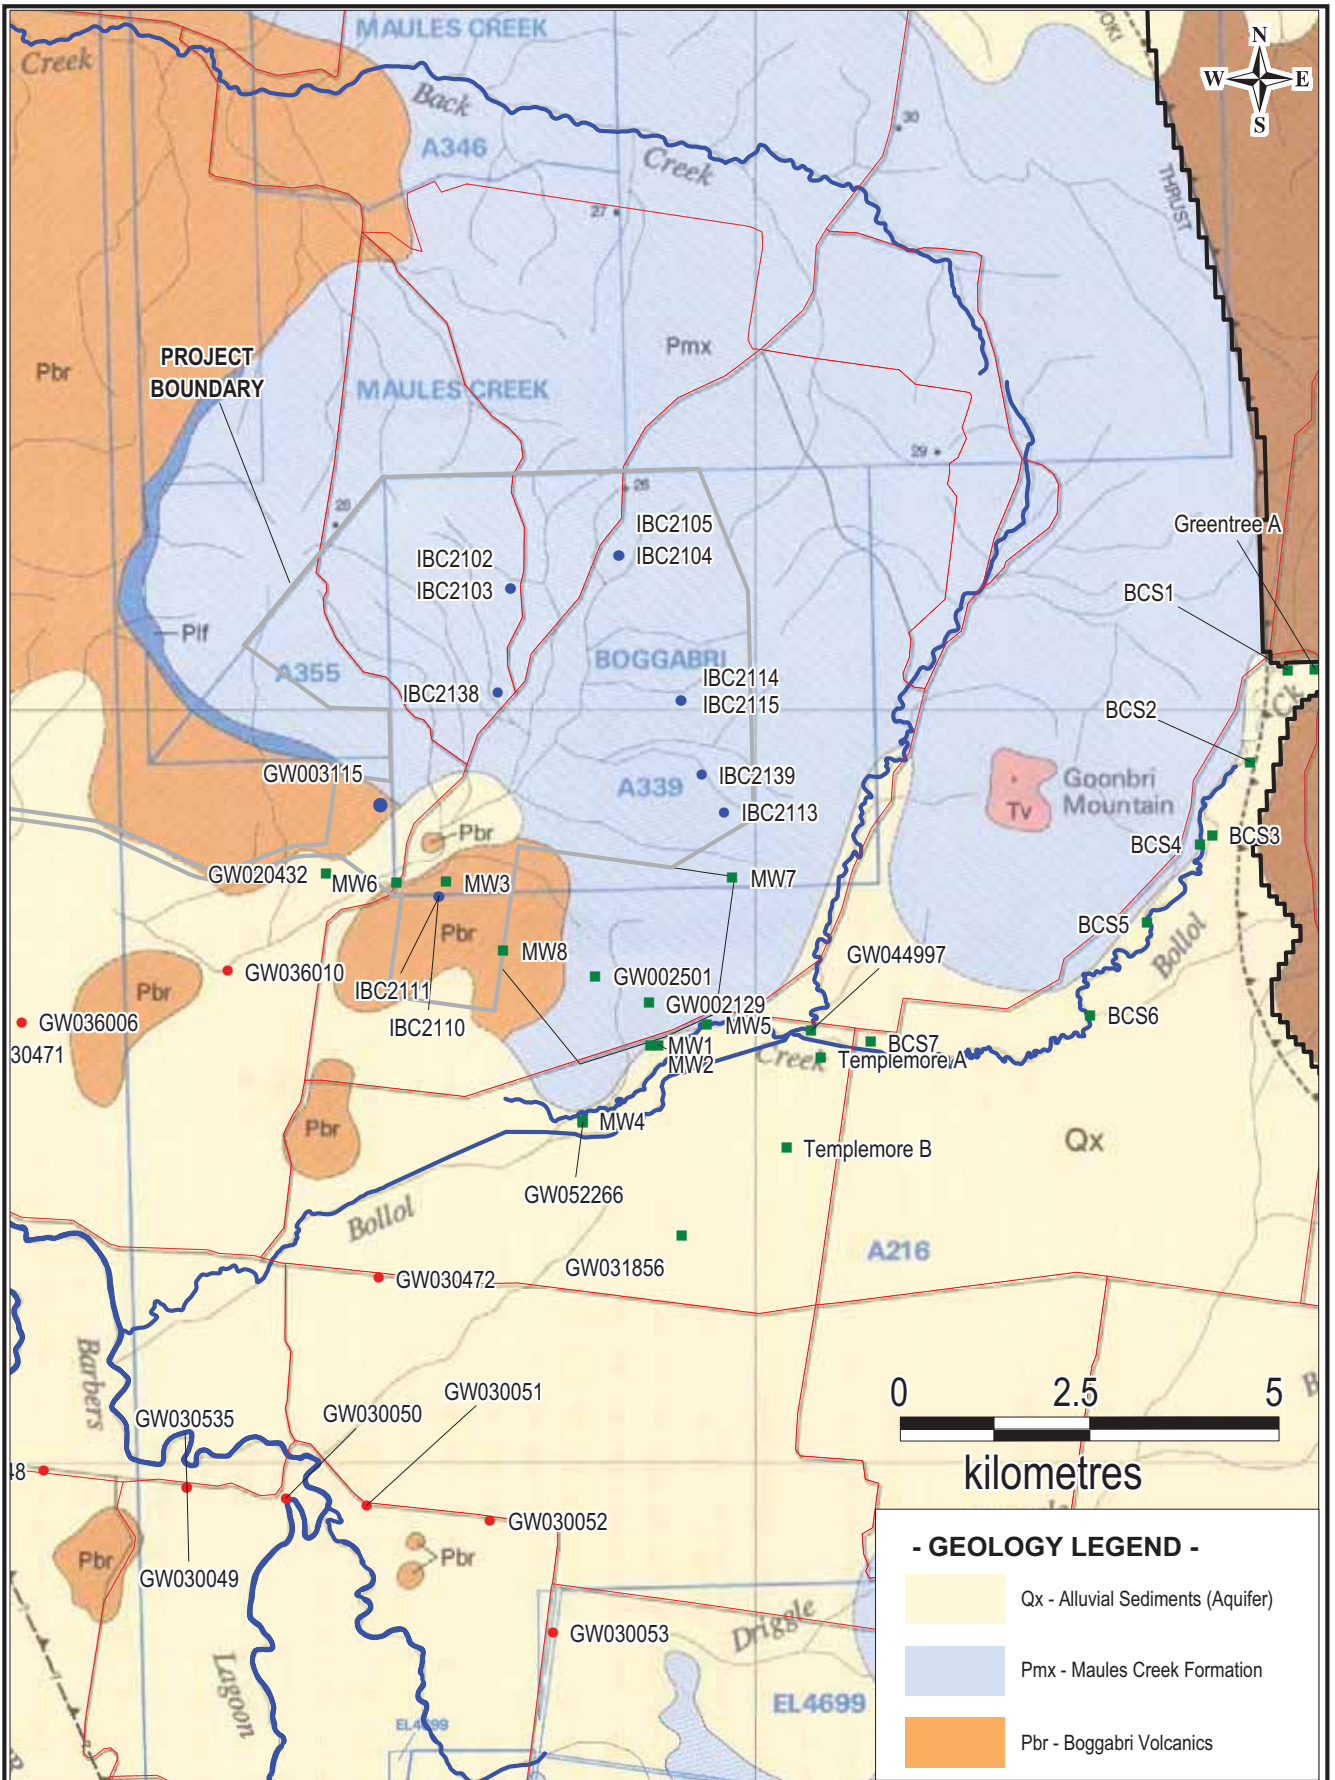 MAULES CREEK
OKI
N
W E
S
Creek
Back
30
A346
Creek
THRUST
27
Pmx
Pbr
PROJECT
BOUNDARY
MAULES CREEK
29
26
28
IBC2105
IBC2104
Greentree A
IBC2102
IBC2103
BCS1
Plf
BOGGABRI
A355
IBC2114
IBC2115
IBC2138
Ck
BCS2
GW003115
IBC2139
A339
Goonbri
Mountain
Tv
IBC2113
Pbr
BCS3
BCS4
GW020432
MW6
MW3
MW7
BCS5
Pbr
Bollol
MW8
GW044997
GW036010
GW002501
Pbr
IBC2111
GW002129
GW036006
IBC2110
MW5
BCS6
30471
MW1
MW2
Creek
BCS7
Templemore A
Pbr
MW4
Qx
Templemore B
GW052266
Bollol
A216
GW031856
GW030472
Barbers
GW030051
0 2.5 5
GW030535
GW030050
kilometres
GW030052
Pbr
Pbr
GW030049
- GEOLOGY LEGEND -
Qx - Alluvial Sediments (Aquifer)
GW030053
Driggle
Lagoon
Pmx - Maules Creek Formation
EL4699
EL4699
Pbr - Boggabri Volcanics